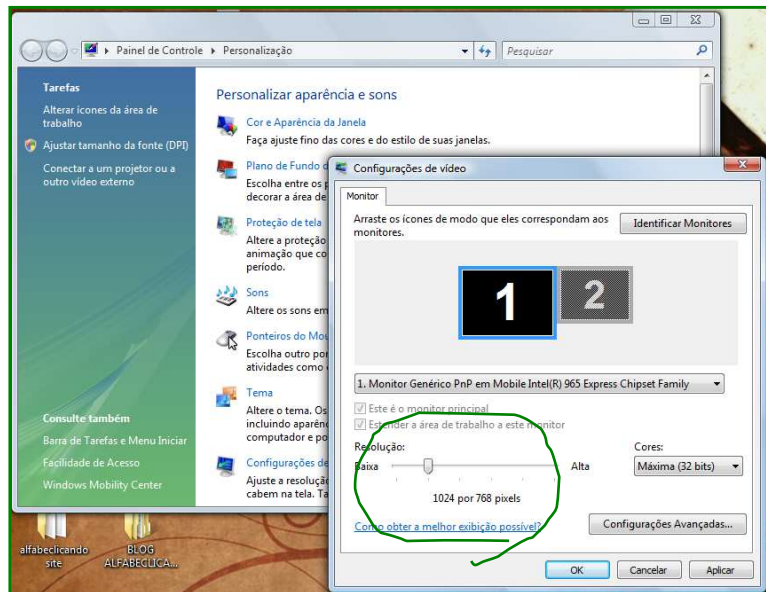 Painel de Controle ▸ Personalização
Pesquisar
Tarefas
Alterar ícones da área de
trabalho
Ajustar tamanho da fonte (DPI)
Conectar a um projetor ou a
outro vídeo externo
Consulte também
Barra de Tarefas e Menu Iniciar
Facilidade de Acesso
Windows Mobility Center
Personalizar aparência e sons
Cor e Aparência da Janela
Faça ajuste fino das cores e do estilo de suas janelas.
Plano de Fundo
Escolha entre os
decorar a área de
Proteção de tela
Altere a proteção
animação que
período.
Sons
Altere os sons
Ponteiros do
Escolha outro
atividades como
Tema
Altere o tema. Os
incluindo
computador e
Configurações de
Ajuste a
cabem na tela.
Configurações de vídeo
Monitor
Arraste os ícones de modo que eles correspondam aos
monitores.
Identificar Monitores
1 2
1. Monitor Genérico PnP em Mobile Intel(R) 965 Express Chipset Family
Este é o monitor principal
Estender a área de trabalho a este monitor
Resolução:
Baixa Alta
1024 por 768 pixels
Cores:
Máxima (32 bits)
Como obter a melhor exibição possível?
Configurações Avançadas...
OK Cancelar Aplicar
alfabeclicando
site
BLOG
ALFABECLICA...